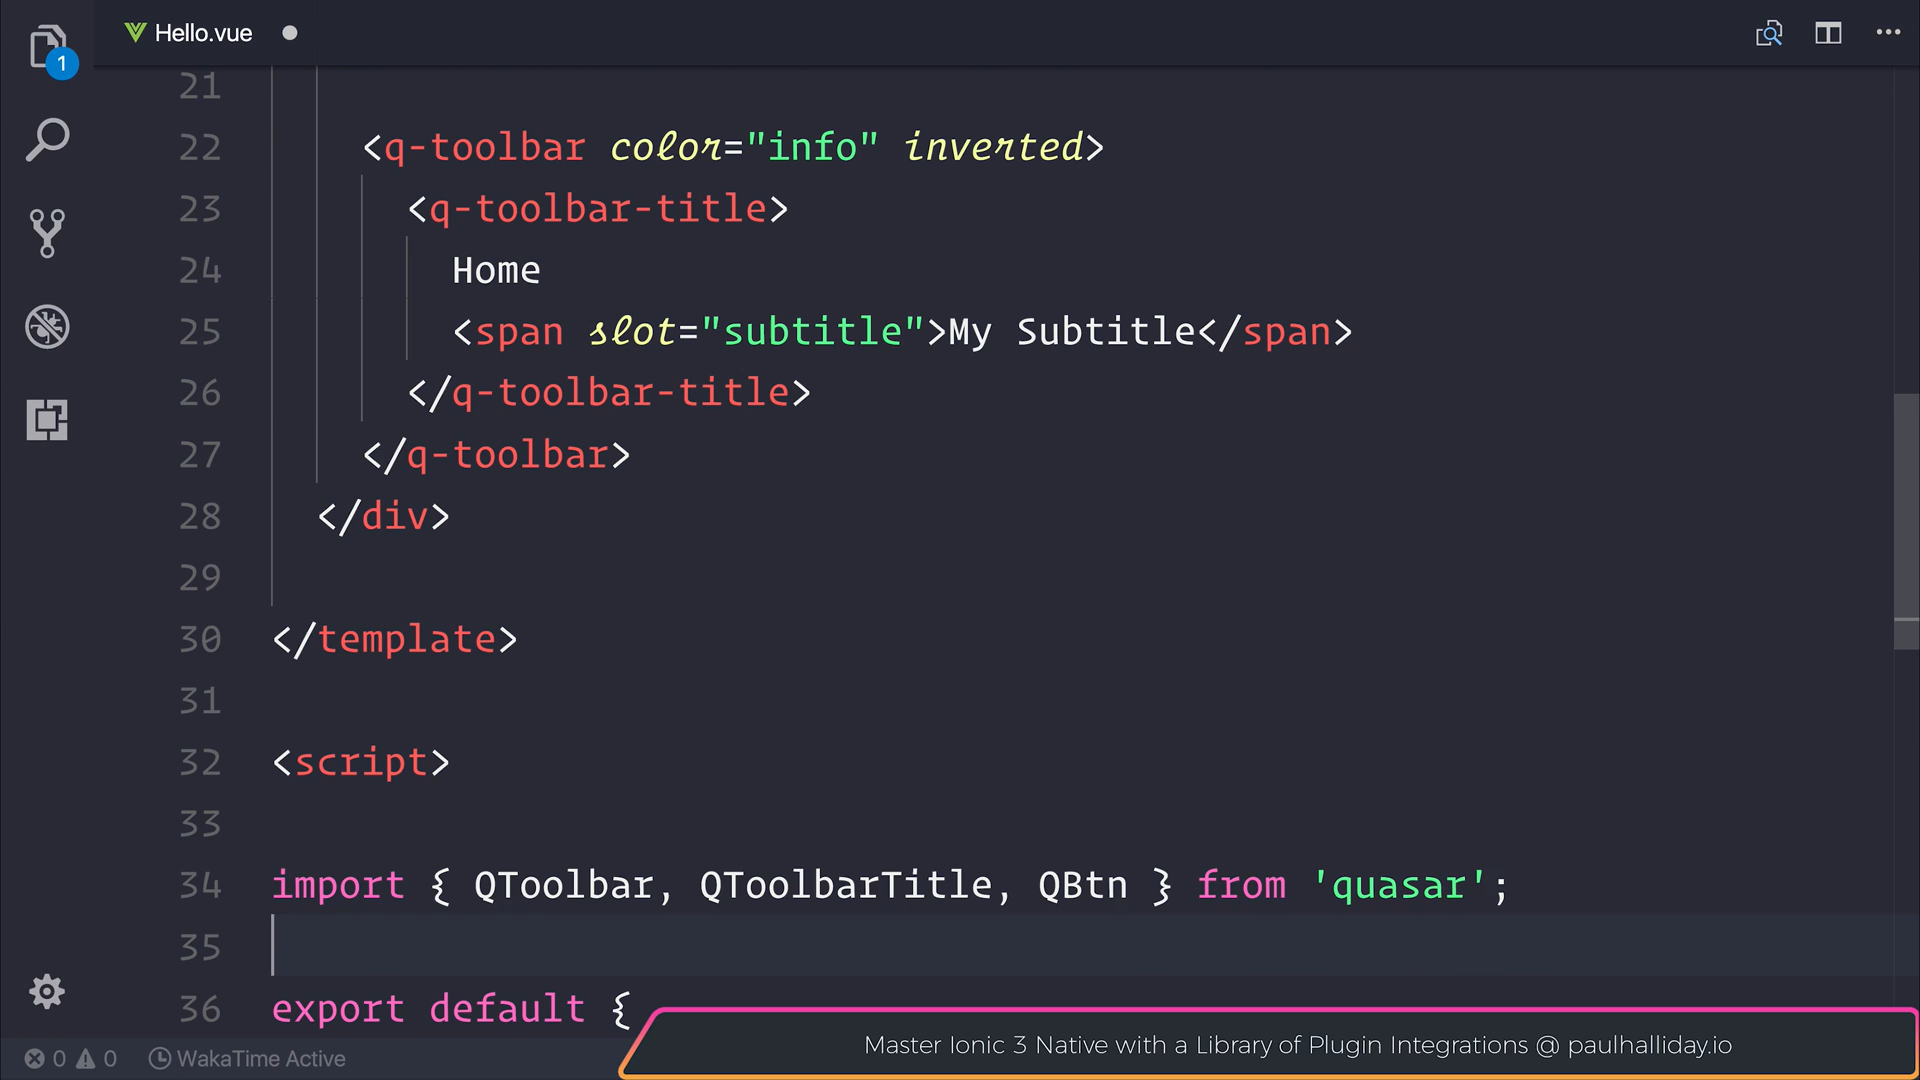 1
Hello.vue
21
22 <q-toolbar color="info" inverted>
23 <q-toolbar-title>
24 Home
25 <span slot="subtitle">My Subtitle</span>
26 </q-toolbar-title>
27 </q-toolbar>
28 </div>
29
30 </template>
31
32 <script>
33
34 import { QToolbar, QToolbarTitle, QBtn } from 'quasar';
35
36 export default {
Master Ionic 3 Native with a Library of Plugin Integrations @ paulhalliday.io
0 0 WakaTime Active